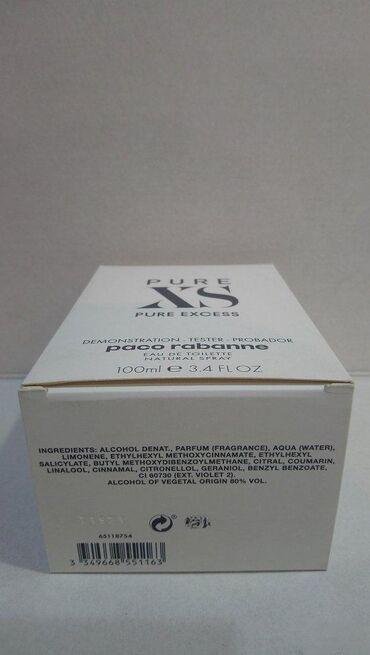 PURE
XS
PURE EXCESS
DEMONSTRATION - TESTER - PROBADOR
paco rabanne
EAU DE TOILETTE
NATURAL SPRAY
100ml e 3.4 FL.OZ
INGREDIENTS: ALCOHOL DENAT., PARFUM (FRAGRANCE), AQUA (WATER),
LIMONENE, ETHYLHEXYL METHOXYCINNAMATE, ETHYLHEXYL
SALICYLATE, BUTYL METHOXYDIBENZOYLMETHANE, CITRAL, COUMARIN,
LINALOOL, CINNAMAL, CITRONELLOL, GERANIOL, BENZYL BENZOATE,
CI 60730 (EXT. VIOLET 2).
ALCOHOL OF VEGETAL ORIGIN 80% VOL.
65118754
3 349668 551163